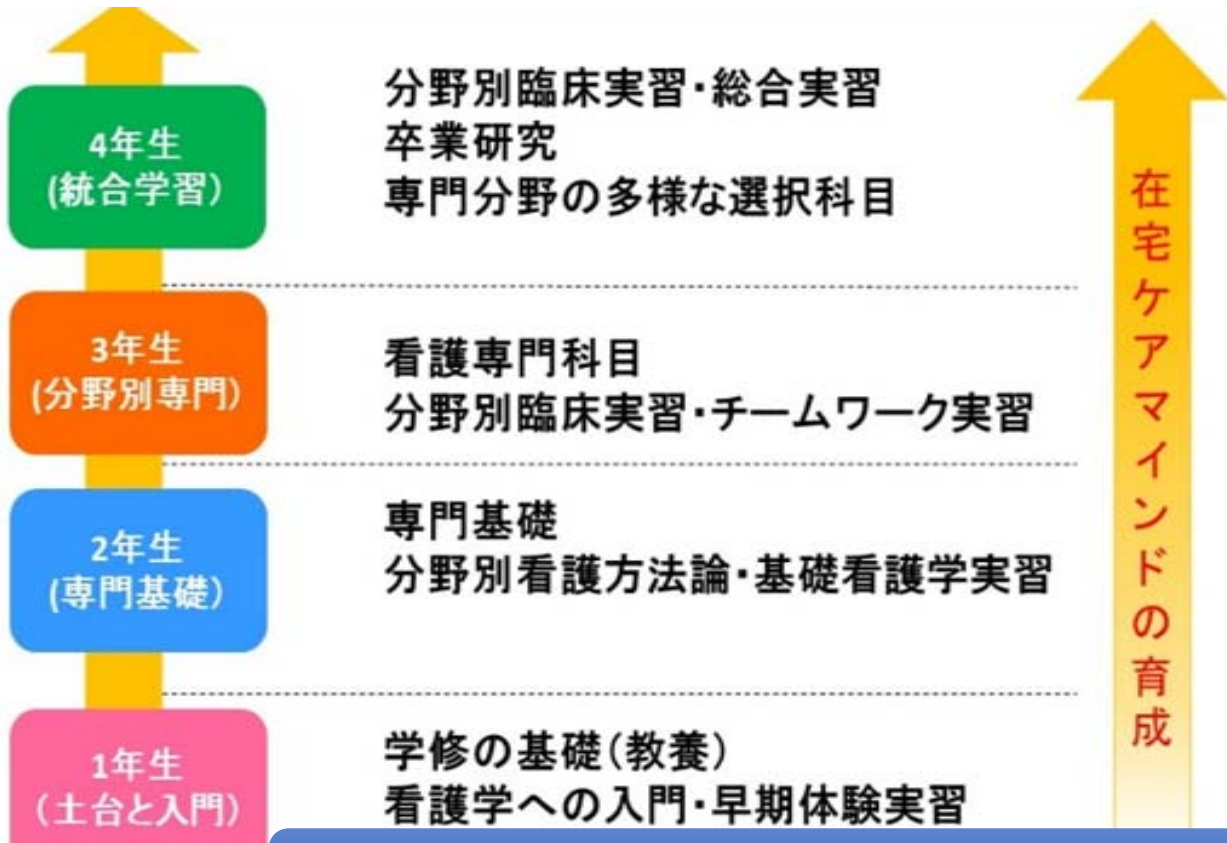 4年生
(統合学習)
分野別臨床実習・総合実習
卒業研究
専門分野の多様な選択科目
3年生
(分野別専門)
看護専門科目
分野別臨床実習・チームワーク実習
2年生
(専門基礎)
専門基礎
分野別看護方法論・基礎看護学実習
1年生
(土台と入門)
学修の基礎(教養)
看護学への入門・早期体験実習
在宅ケアマインドの育成